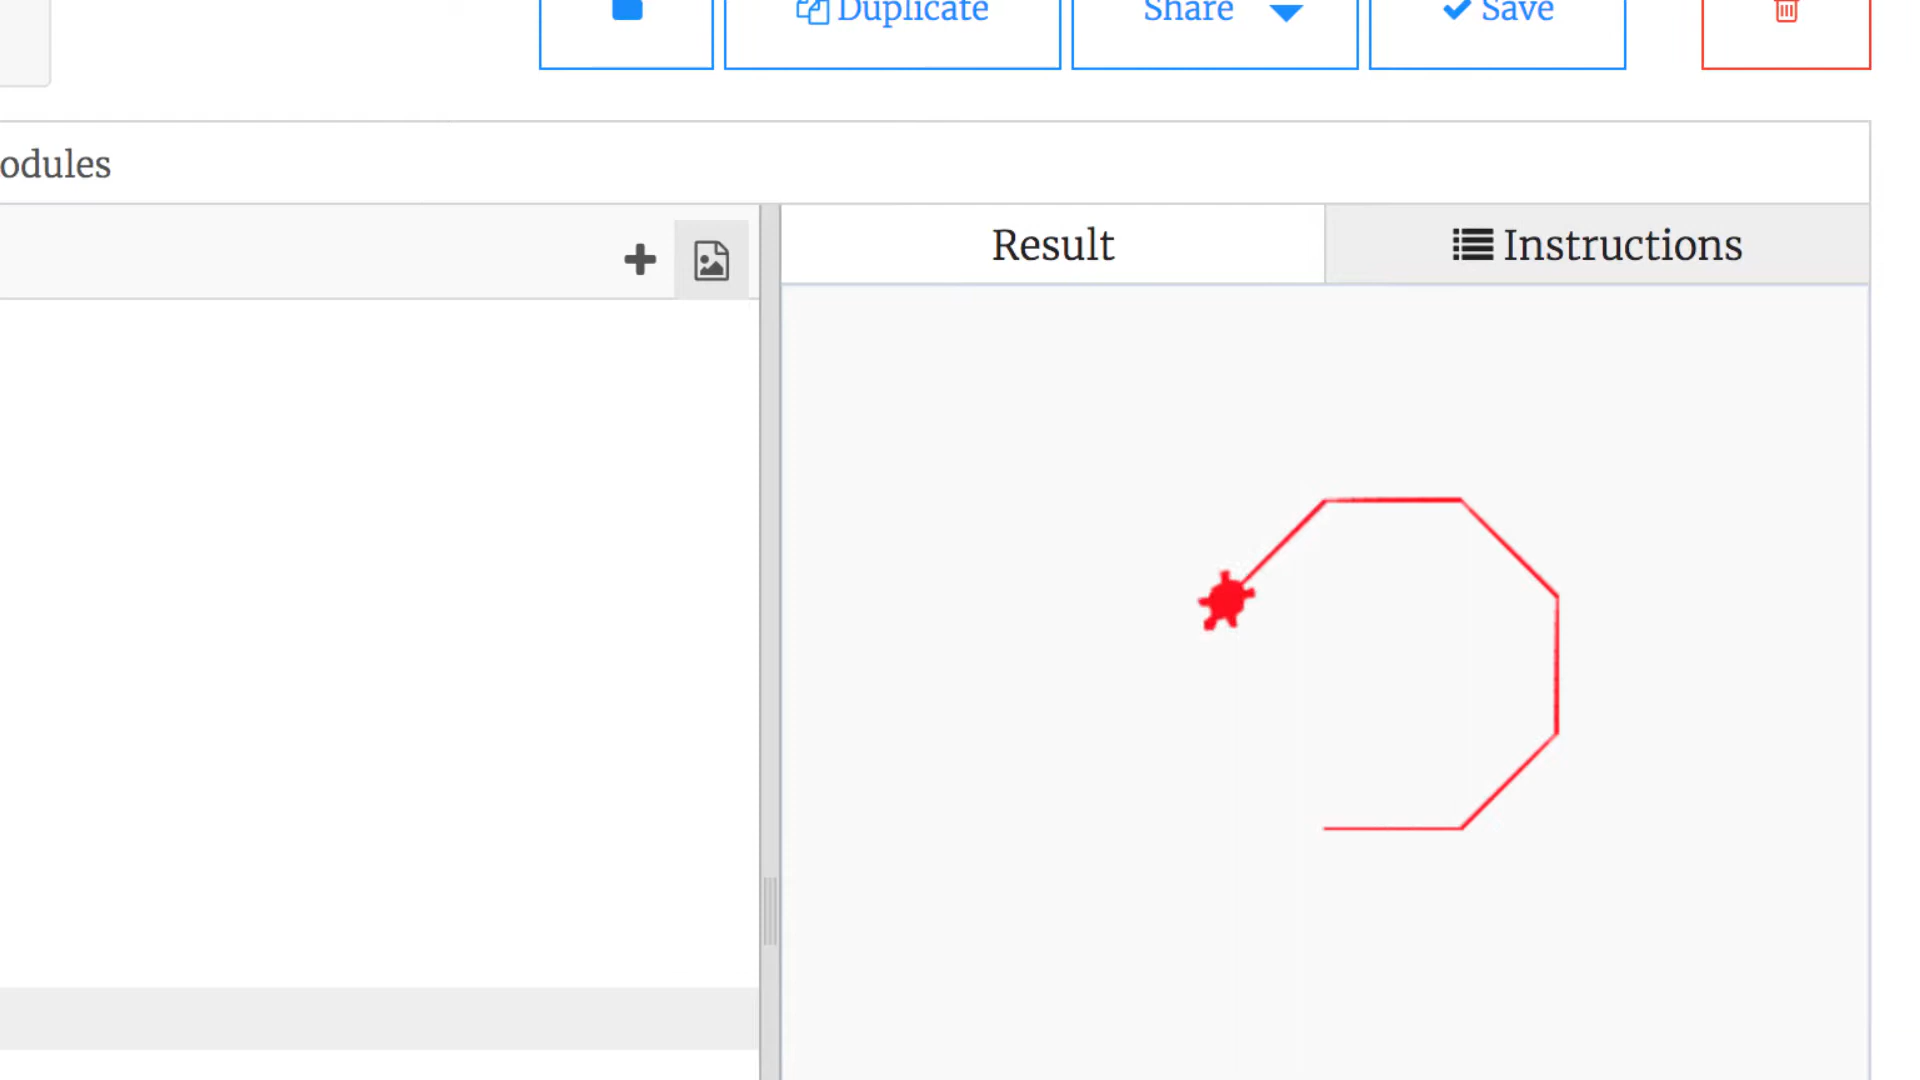 Duplicate
Share
Save
odules
Result
Instructions